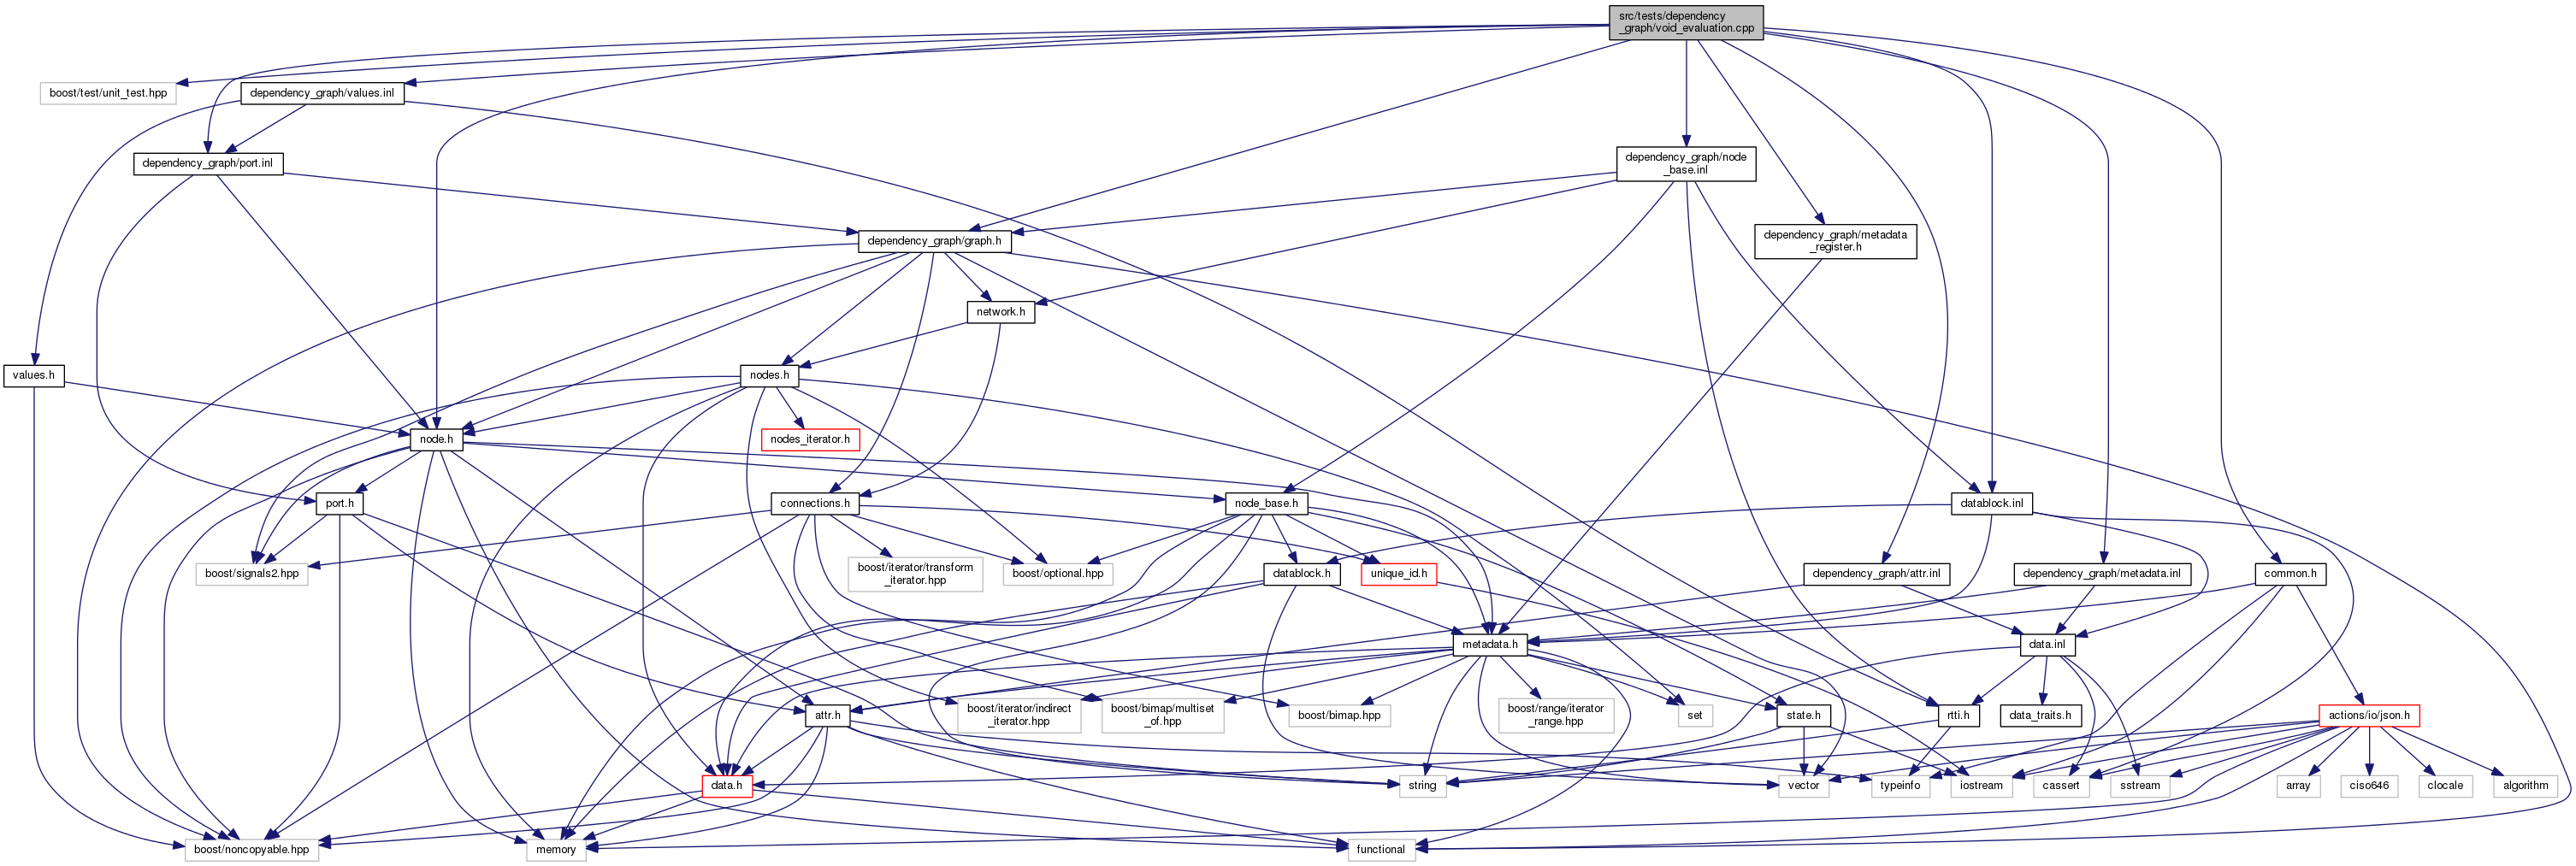 src/tests/dependency
_graph/void_evaluation.cpp
boost/test/unit_test.hpp
dependency_graph/values.inl
dependency_graph/port.inl
dependency_graph/node
_base.inl
dependency_graph/graph.h
dependency_graph/metadata
_register.h
network.h
values.h
nodes.h
node.h
nodes_iterator.h
port.h
connections.h
node_base.h
datablock.inl
boost/signals2.hpp
boost/iterator/transform
_iterator.hpp
boost/optional.hpp
datablock.h
unique_id.h
dependency_graph/attr.inl
dependency_graph/metadata.inl
common.h
metadata.h
data.inl
attr.h
boost/iterator/indirect
_iterator.hpp
boost/bimap/multiset
_of.hpp
boost/bimap.hpp
boost/range/iterator
_range.hpp
set
state.h
rtti.h
data_traits.h
actions/io/json.h
data.h
string
vector
typeinfo
iostream
cassert
sstream
array
ciso646
clocale
algorithm
boost/noncopyable.hpp
memory
functional